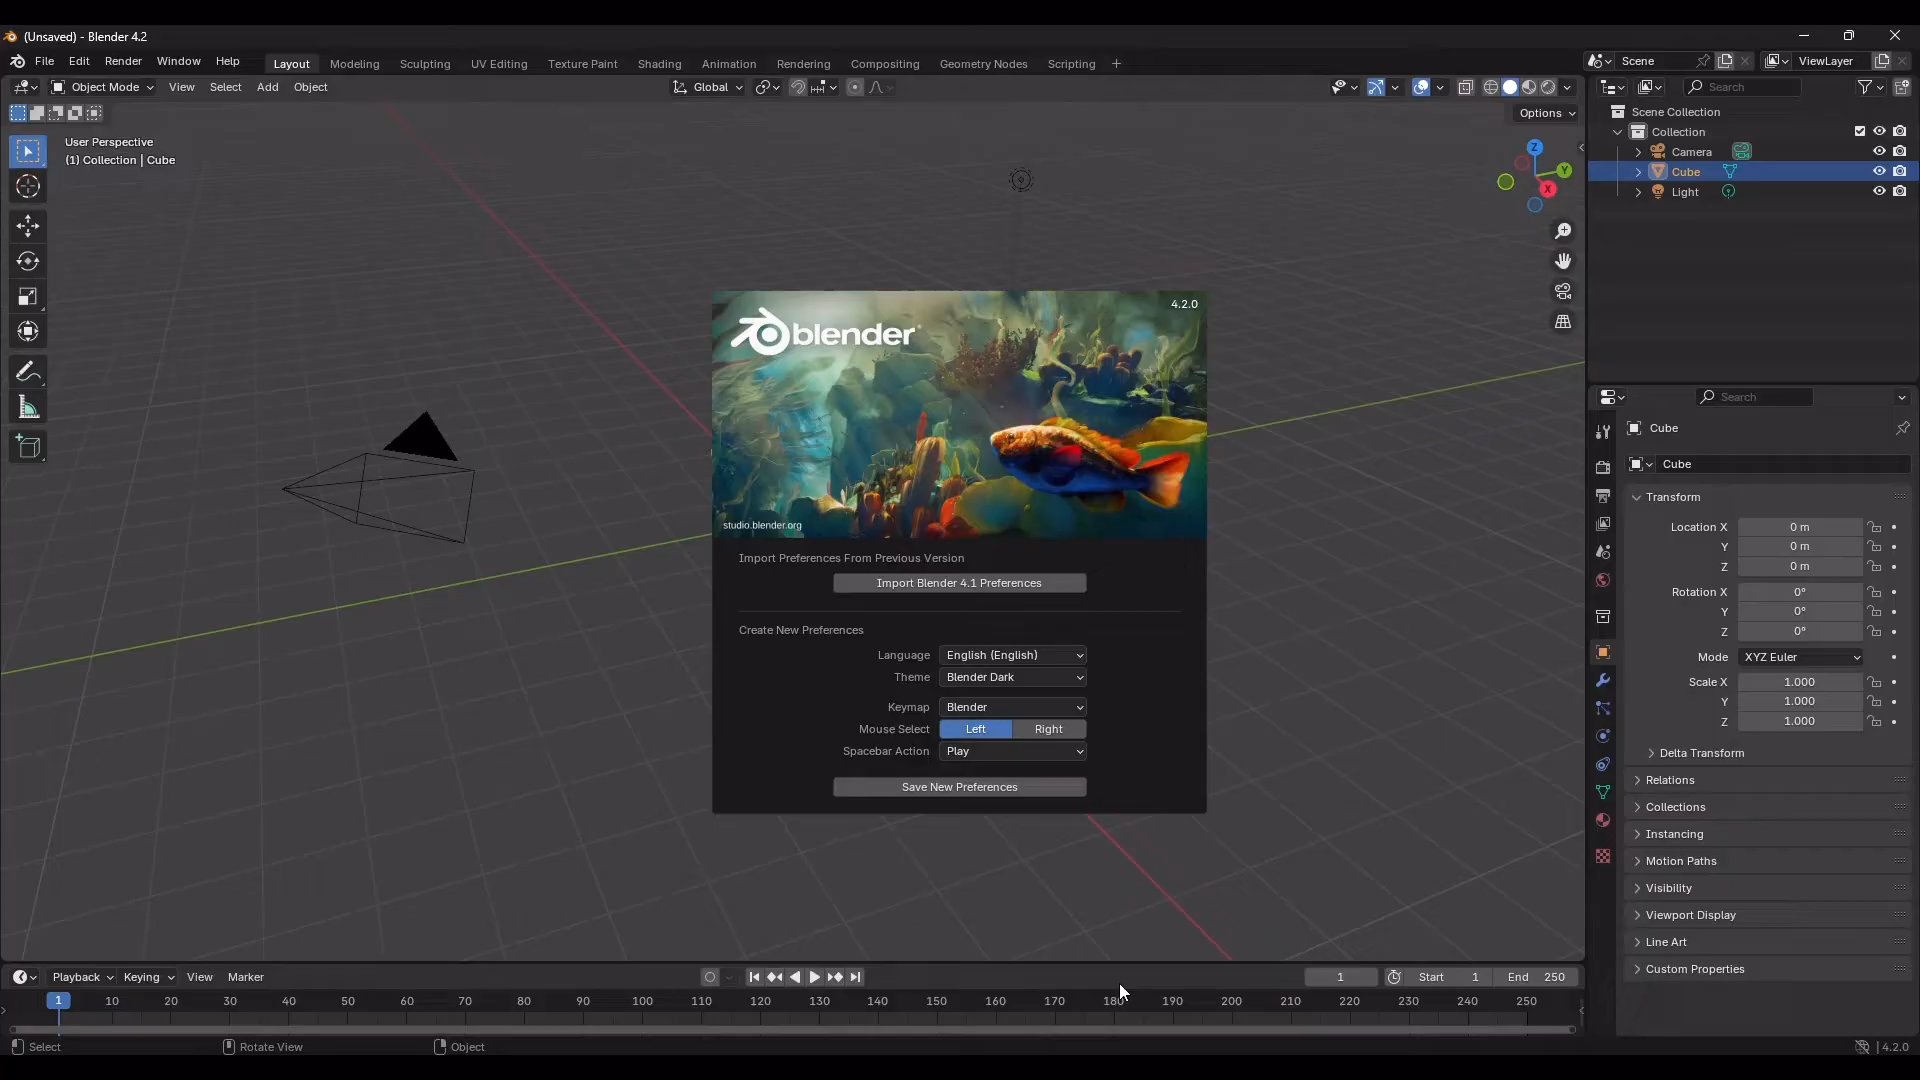 (Unsaved) - Blender 4.2
File Edit Render Window Help Layout Modeling Sculpting UV Editing Texture Paint Shading Animation Rendering Compositing Geometry Nodes Scripting + Scene ViewLayer
Object Mode View Select Add Object Global Search
Options
User Perspective
(1) Collection | Cube
Z
Y
X
Scene Collection
Collection
Camera
Cube
Light
4.2.0
blender
studio.blender.org
Import Preferences From Previous Version
Import Blender 4.1 Preferences
Create New Preferences
Language English (English)
Theme Blender Dark
Keymap Blender
Mouse Select Left Right
Spacebar Action Play
Save New Preferences
Search
Cube
Cube
Transform
Location X 0 m
Y 0 m
Z 0 m
Rotation X 0°
Y 0°
Z 0°
Mode XYZ Euler
Scale X 1.000
Y 1.000
Z 1.000
Delta Transform
Relations
Collections
Instancing
Motion Paths
Visibility
Viewport Display
Line Art
Custom Properties
Playback Keying View Marker 1 Start 1 End 250
1 10 20 30 40 50 60 70 80 90 100 110 120 130 140 150 160 170 180 190 200 210 220 230 240 250
Select Rotate View Object 4.2.0